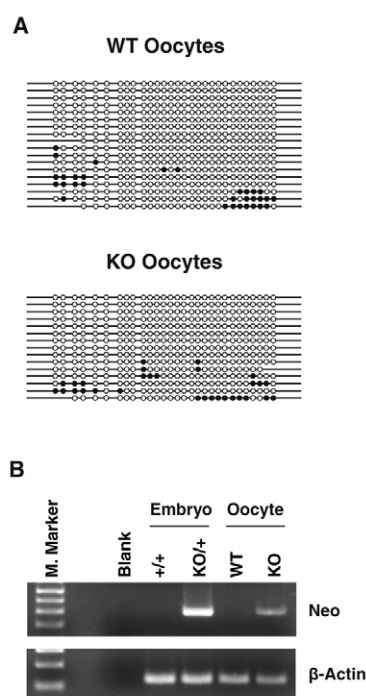 A
WT Oocytes
KO Oocytes
B
Embryo Oocyte
M. Marker Blank +/+ KO/+ WT KO
Neo
β-Actin